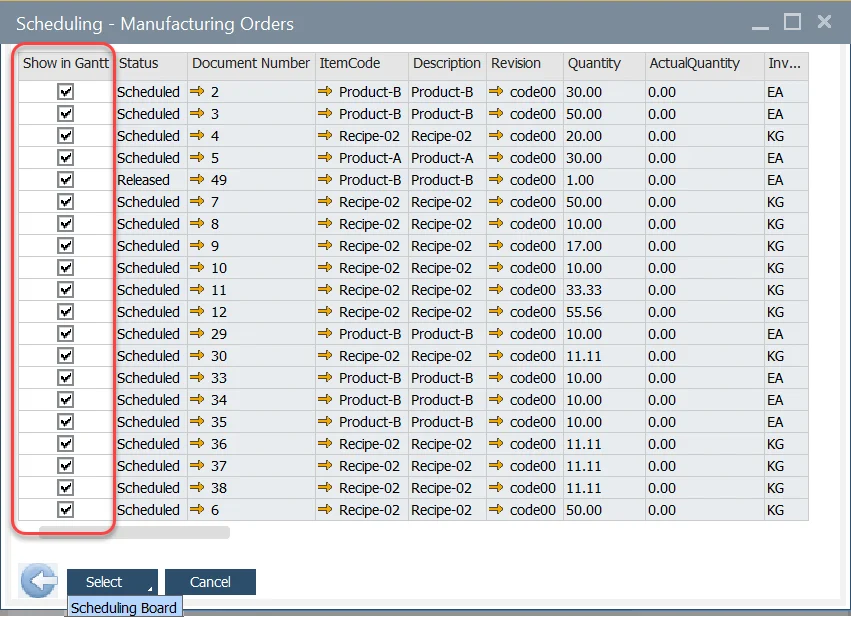 Scheduling - Manufacturing Orders
Show in Gantt Status Document Number ItemCode Description Revision Quantity ActualQuantity Inv...
Scheduled 2 Product-B Product-B code00 30.00 0.00 EA
Scheduled 3 Product-B Product-B code00 50.00 0.00 EA
Scheduled 4 Recipe-02 Recipe-02 code00 20.00 0.00 KG
Scheduled 5 Product-A Product-A code00 30.00 0.00 EA
Released 49 Product-B Product-B code00 1.00 0.00 EA
Scheduled 7 Recipe-02 Recipe-02 code00 50.00 0.00 KG
Scheduled 8 Recipe-02 Recipe-02 code00 10.00 0.00 KG
Scheduled 9 Recipe-02 Recipe-02 code00 17.00 0.00 KG
Scheduled 10 Recipe-02 Recipe-02 code00 10.00 0.00 KG
Scheduled 11 Recipe-02 Recipe-02 code00 33.33 0.00 KG
Scheduled 12 Recipe-02 Recipe-02 code00 55.56 0.00 KG
Scheduled 29 Product-B Product-B code00 10.00 0.00 EA
Scheduled 30 Recipe-02 Recipe-02 code00 11.11 0.00 KG
Scheduled 33 Product-B Product-B code00 10.00 0.00 EA
Scheduled 34 Product-B Product-B code00 10.00 0.00 EA
Scheduled 35 Product-B Product-B code00 10.00 0.00 EA
Scheduled 36 Recipe-02 Recipe-02 code00 11.11 0.00 KG
Scheduled 37 Recipe-02 Recipe-02 code00 11.11 0.00 KG
Scheduled 38 Recipe-02 Recipe-02 code00 11.11 0.00 KG
Scheduled 6 Recipe-02 Recipe-02 code00 50.00 0.00 KG
Select Cancel
Scheduling Board